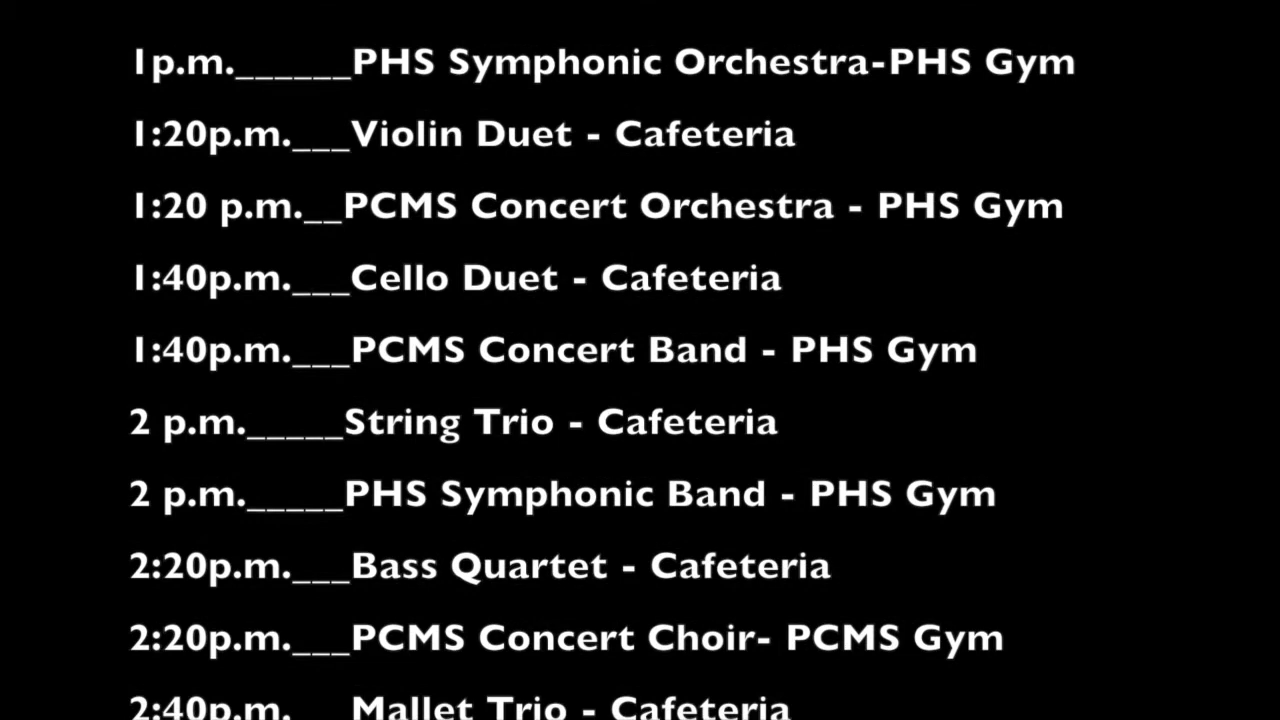 1p.m.______PHS Symphonic Orchestra-PHS Gym
1:20p.m.___Violin Duet - Cafeteria
1:20 p.m.__PCMS Concert Orchestra - PHS Gym
1:40p.m.___Cello Duet - Cafeteria
1:40p.m.___PCMS Concert Band - PHS Gym
2 p.m._____String Trio - Cafeteria
2 p.m._____PHS Symphonic Band - PHS Gym
2:20p.m.___Bass Quartet - Cafeteria
2:20p.m.___PCMS Concert Choir- PCMS Gym
2:40p.m.___Mallet Trio - Cafeteria